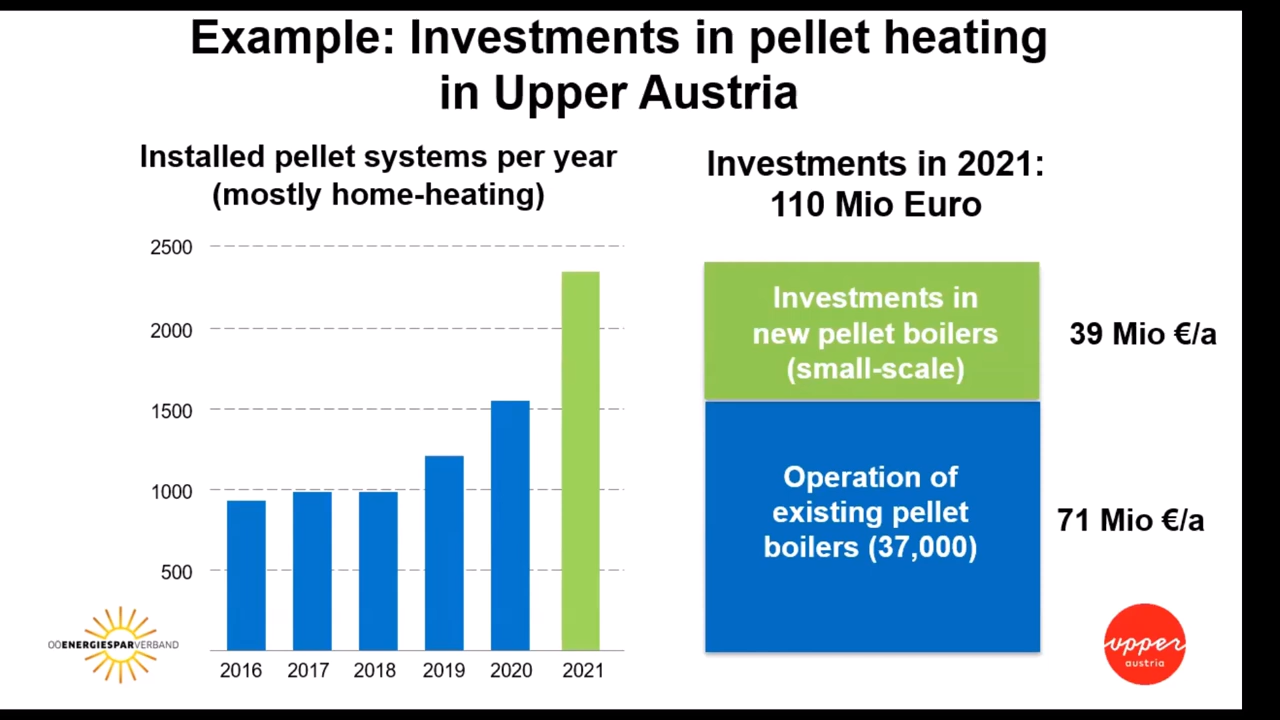 Example: Investments in pellet heating
in Upper Austria
Installed pellet systems per year
(mostly home-heating)
2500
2000
1500
1000
500
2016
2017
2018
2019
2020
2021
Investments in 2021:
110 Mio Euro
Investments in
new pellet boilers
(small-scale)
39 Mio €/a
Operation of
existing pellet
boilers (37,000)
71 Mio €/a
OÖENERGIESPARVERBAND
upper
austria